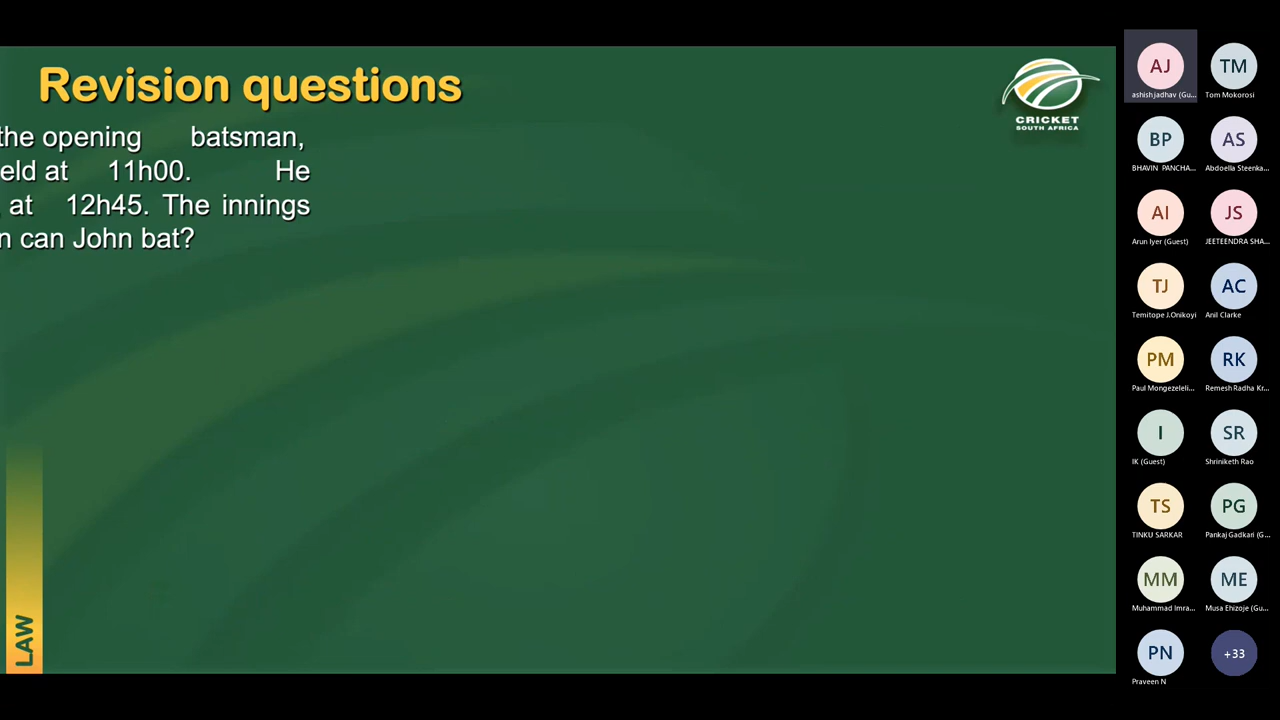 Revision questions
the opening batsman,
eld at 11h00. He
at 12h45. The innings
n can John bat?
LAW
CRICKET
SOUTH AFRICA
AJ
ashish jadhav (Gu...
TM
Tom Mokorosi
BP
BHAVIN PANCHA...
AS
Abdoella Steenka...
AI
Arun Iyer (Guest)
JS
JEETEENDRA SHA...
TJ
Temitope J.Onikoyi
AC
Anil Clarke
PM
Paul Mongezeleli...
RK
Remesh Radha Kr...
I
IK (Guest)
SR
Shriniketh Rao
TS
TINKU SARKAR
PG
Pankaj Gadkari (G...
MM
Muhammad Imra...
ME
Musa Ehizoje (Gu...
PN
Praveen N
+33